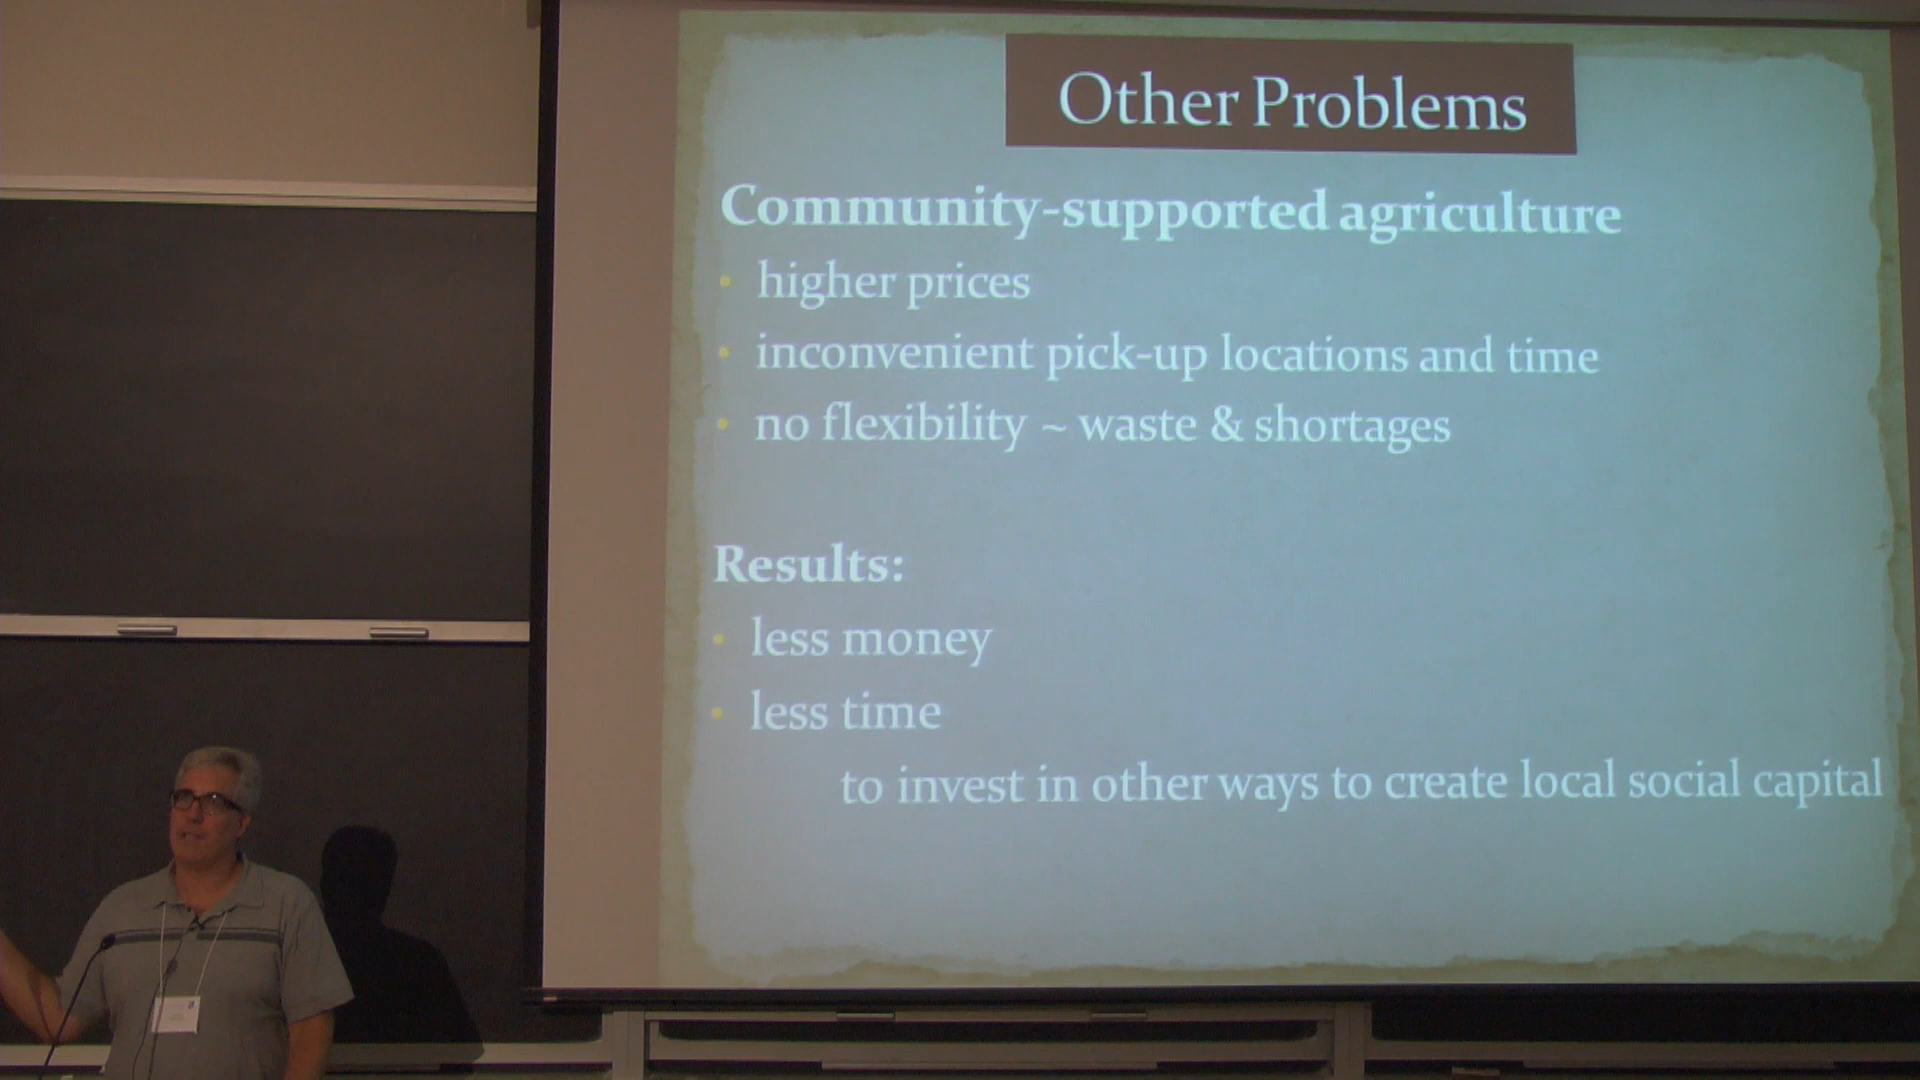 Other Problems
Community-supported agriculture
• higher prices
• inconvenient pick-up locations and time
• no flexibility ~ waste & shortages
Results:
• less money
• less time
to invest in other ways to create local social capital